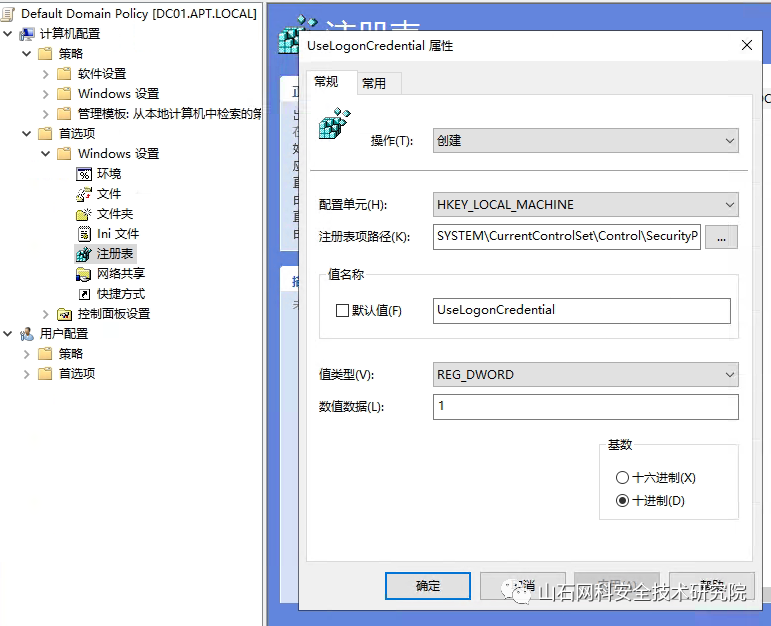 Default Domain Policy [DC01.APT.LOCAL]
计算机配置
策略
软件设置
Windows 设置
管理模板: 从本地计算机中检索的策
首选项
Windows 设置
环境
文件
文件夹
Ini 文件
注册表
网络共享
快捷方式
控制面板设置
用户配置
策略
首选项
注册表
UseLogonCredential 属性
常规
常用
操作(T):
创建
配置单元(H):
HKEY_LOCAL_MACHINE
注册表项路径(K):
SYSTEM\CurrentControlSet\Control\SecurityP
...
值名称
默认值(F)
UseLogonCredential
值类型(V):
REG_DWORD
数值数据(L):
1
基数
十六进制(X)
十进制(D)
确定
山石网科安全技术研究院